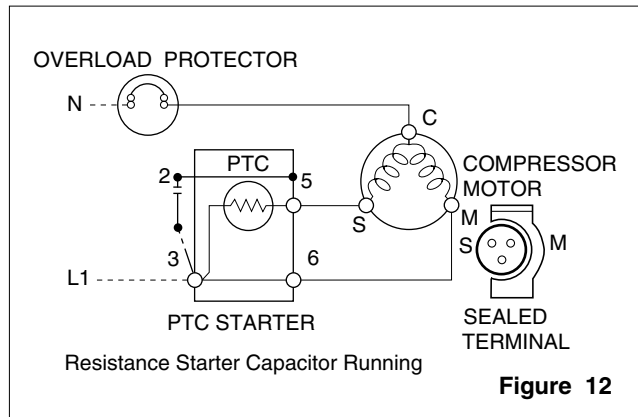 OVERLOAD PROTECTOR
N
C
PTC
2
5
COMPRESSOR
MOTOR
S
M
S
M
3
6
L1
PTC STARTER
SEALED
TERMINAL
Resistance Starter Capacitor Running
Figure 12